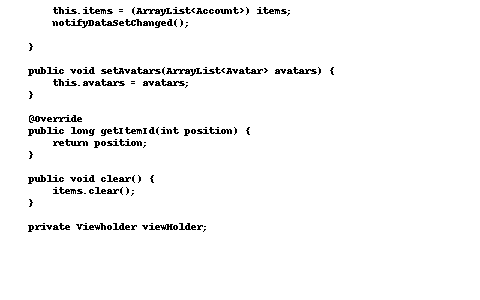 this.items = (ArrayList<Account>) items;
notifyDataSetChanged();
}
public void setAvatars(ArrayList<Avatar> avatars) {
this.avatars = avatars;
}
@Override
public long getItemId(int position) {
return position;
}
public void clear() {
items.clear();
}
private Viewholder viewHolder;